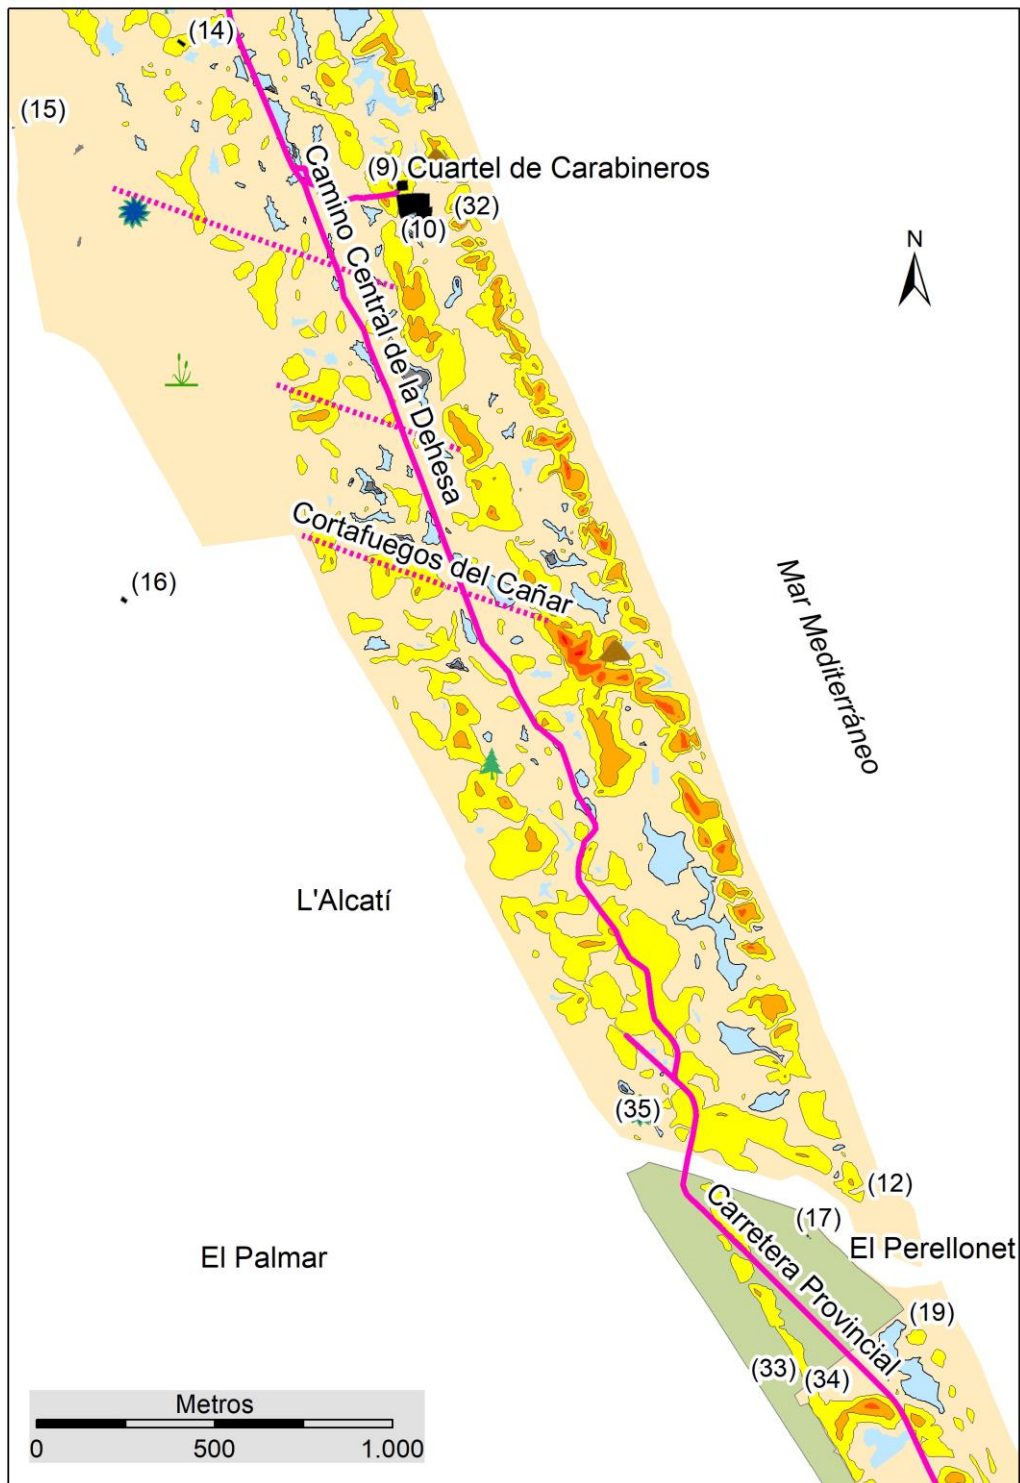 (14)
(15)
(9) Cuartel de Carabineros
(32)
(10)
Camino Central de la Dehesa
N
Cortafuegos del Cañar
(16)
Mar Mediterráneo
L'Alcatí
(35)
(12)
(17)
El Perellonet
El Palmar
Carretera Provincial
(19)
(33)
(34)
Metros
0 500 1.000